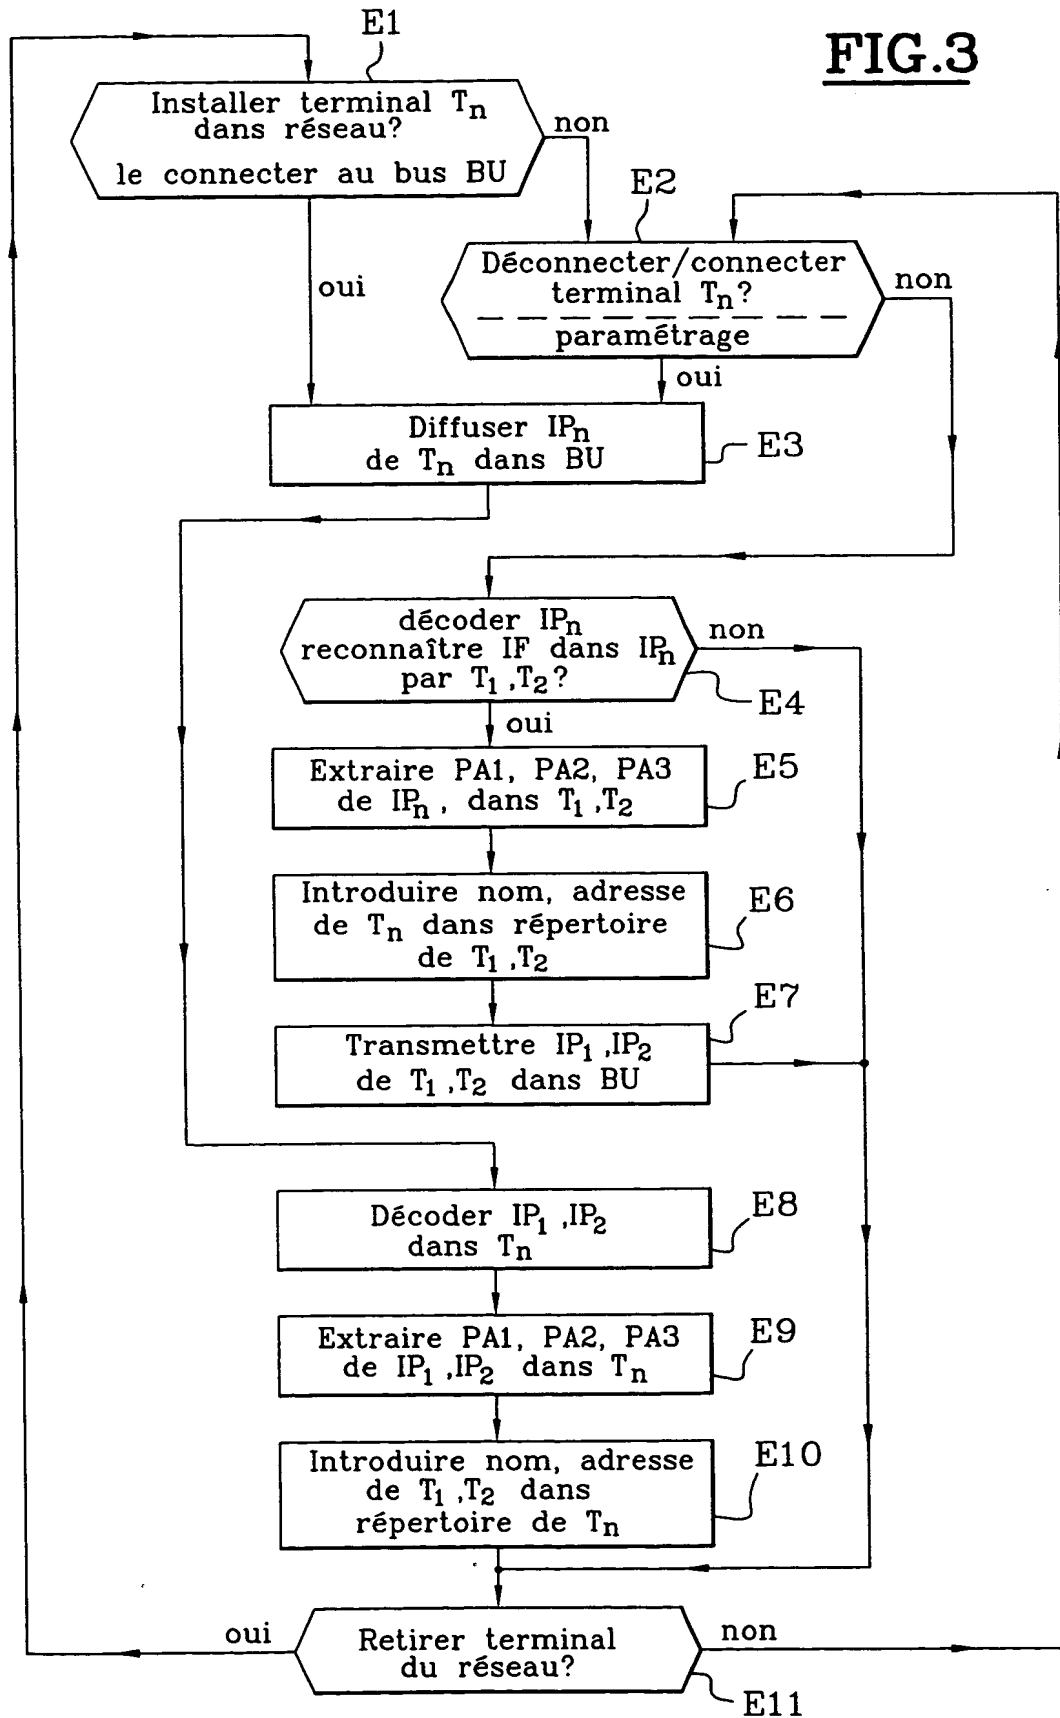 FIG.3
E1
Installer terminal Tn
dans réseau?
le connecter au bus BU
non
oui
E2
Déconnecter/connecter
terminal Tn?
paramétrage
non
oui
Diffuser IPn
de Tn dans BU
E3
décoder IPn
reconnaître IF dans IPn
par T1,T2?
non
E4
oui
Extraire PA1, PA2, PA3
de IPn, dans T1,T2
E5
Introduire nom, adresse
de Tn dans répertoire
de T1,T2
E6
E7
Transmettre IP1,IP2
de T1,T2 dans BU
E8
Décoder IP1,IP2
dans Tn
E9
Extraire PA1, PA2, PA3
de IP1,IP2 dans Tn
E10
Introduire nom, adresse
de T1,T2 dans
répertoire de Tn
oui
Retirer terminal
du réseau?
non
E11